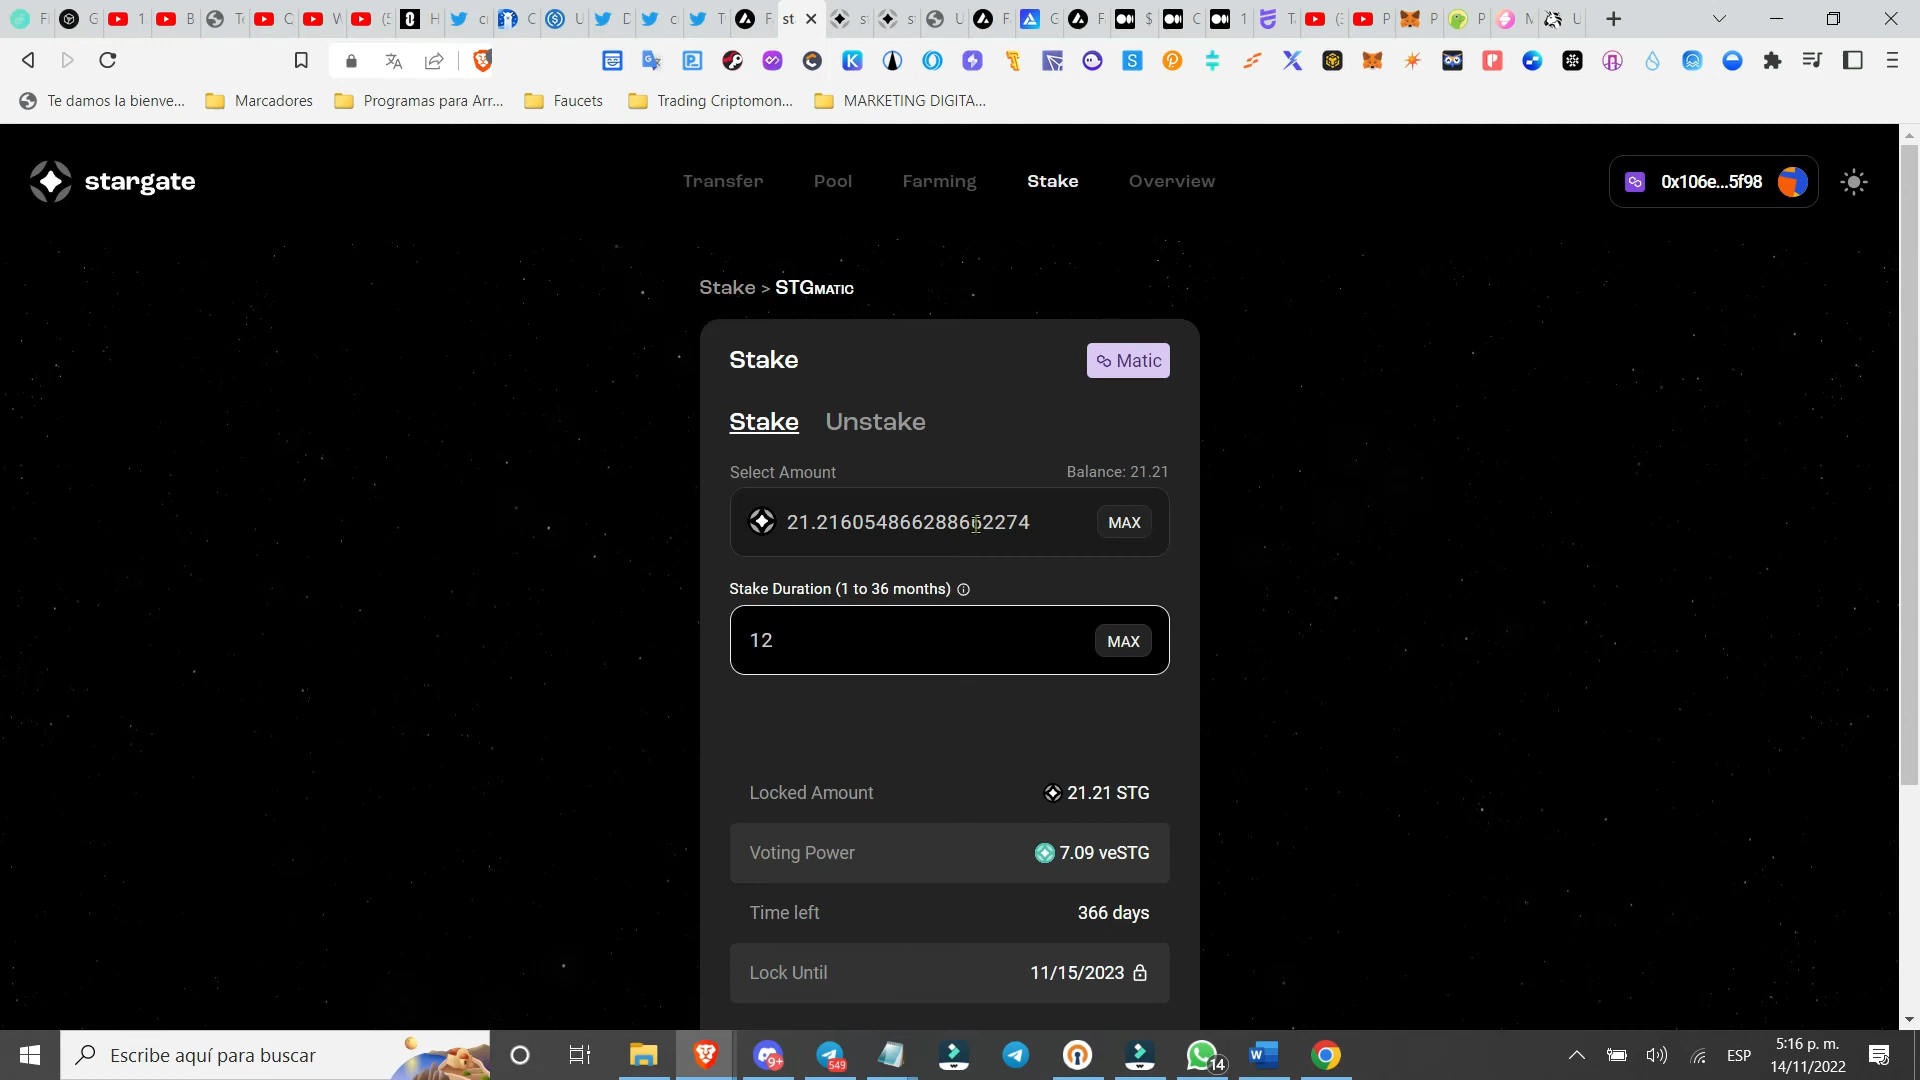 st
Te damos la bienve...
Marcadores
Programas para Arr...
Faucets
Trading Criptomon...
MARKETING DIGITA...
stargate
Transfer
Pool
Farming
Stake
Overview
0x106e...5f98
Stake > STGMATIC
Stake
Matic
Stake
Unstake
Select Amount
Balance: 21.21
21.216054866288662274
MAX
Stake Duration (1 to 36 months)
12
MAX
Locked Amount
21.21 STG
Voting Power
7.09 veSTG
Time left
366 days
Lock Until
11/15/2023
Escribe aquí para buscar
9+
549
14
ESP
5:16 p. m.
14/11/2022